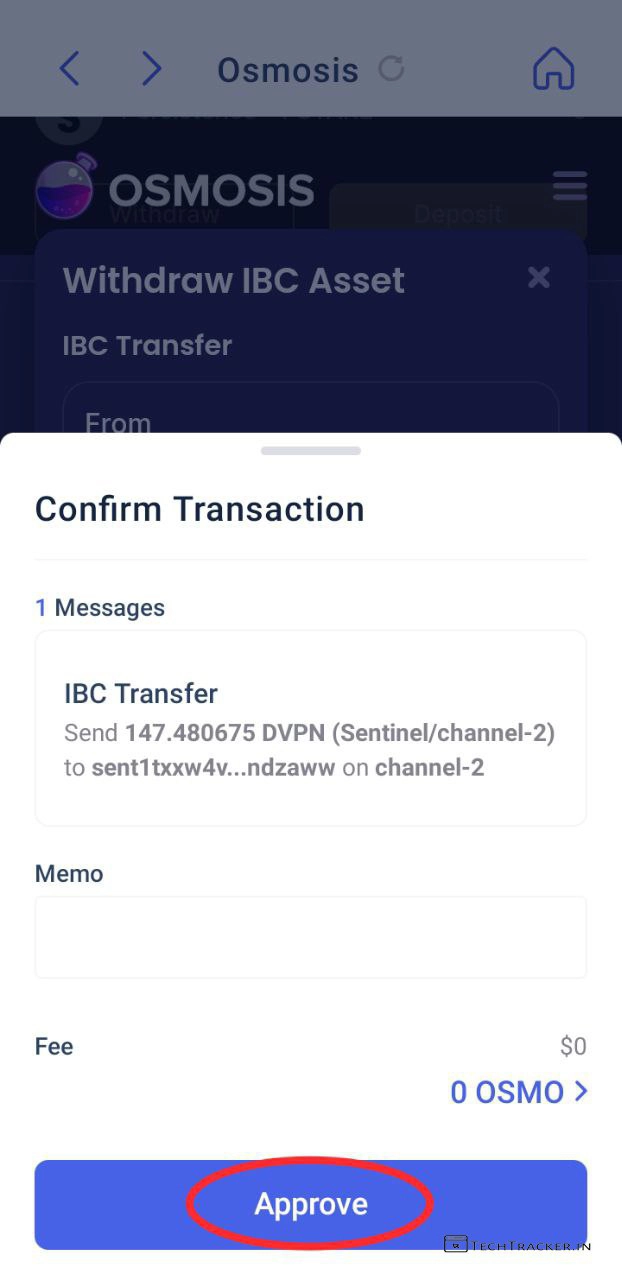 Osmosis
OSMOSIS
Withdraw
Deposit
Withdraw IBC Asset
IBC Transfer
From
Confirm Transaction
1 Messages
IBC Transfer
Send 147.480675 DVPN (Sentinel/channel-2)
to sent1txxw4v...ndzaww on channel-2
Memo
Fee
$0
0 OSMO
Approve
TECHTRACKER.IN